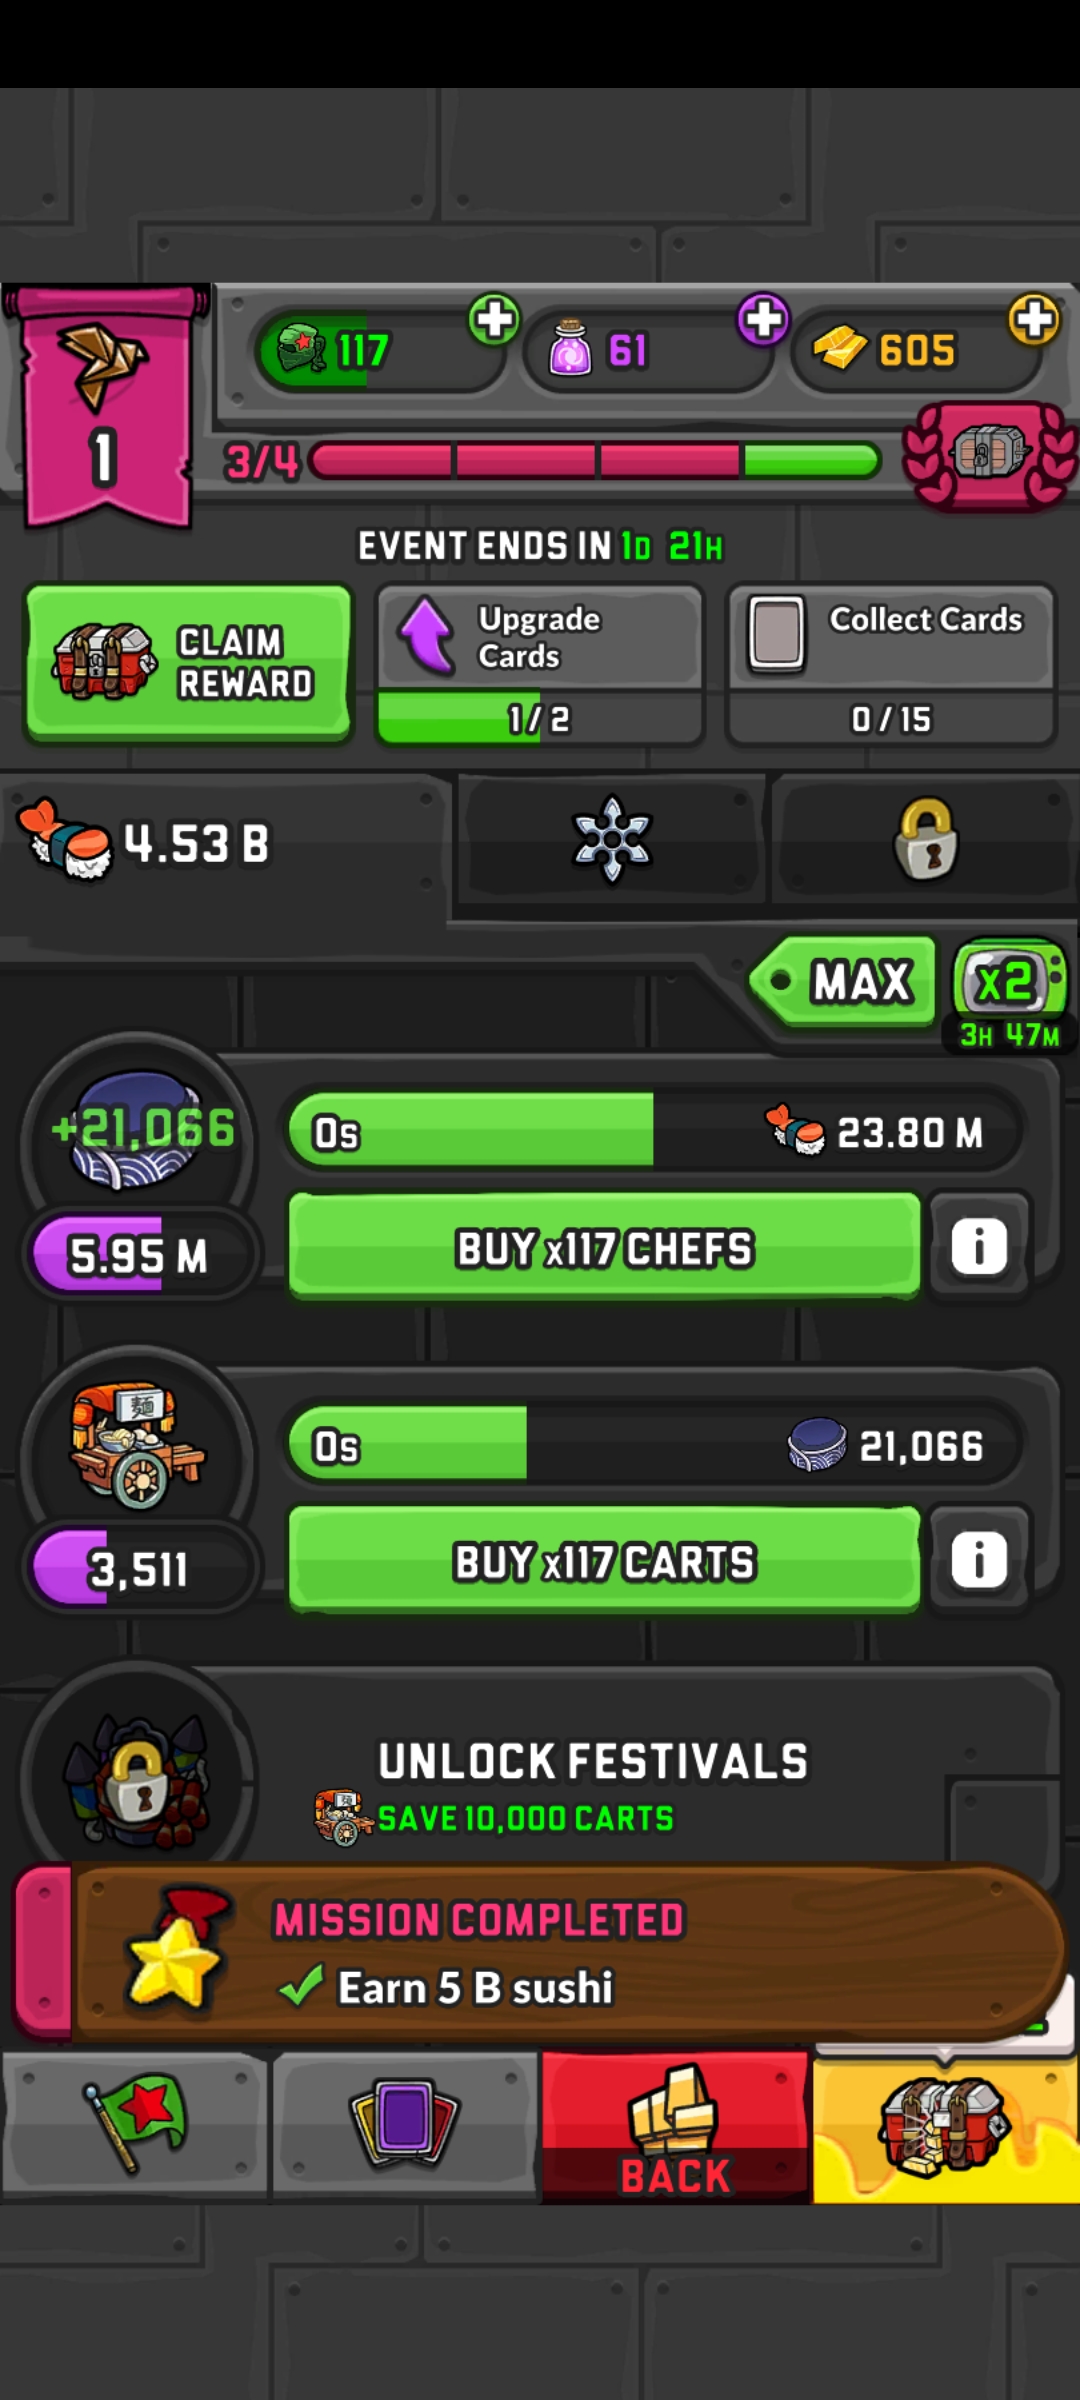 117
61
605
1
3/4
EVENT ENDS IN 1D 21H
CLAIM
REWARD
Upgrade
Cards
1/2
Collect Cards
0/15
4.53 B
MAX
x2
3H 47M
+21,066
0s
23.80 M
5.95 M
BUY x117 CHEFS
i
麺
0s
21,066
3,511
BUY x117 CARTS
i
UNLOCK FESTIVALS
SAVE 10,000 CARTS
MISSION COMPLETED
Earn 5 B sushi
BACK